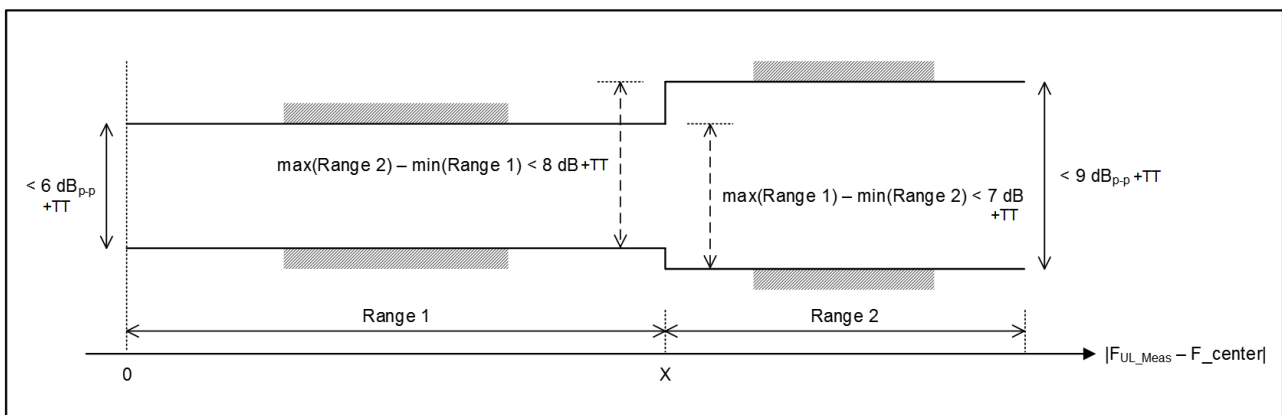 < 6 dBp-p
+TT
max(Range 2) – min(Range 1) < 8 dB +TT
max(Range 1) – min(Range 2) < 7 dB
+TT
< 9 dBp-p +TT
Range 1
Range 2
0
X
|FUL_Meas – F_center|